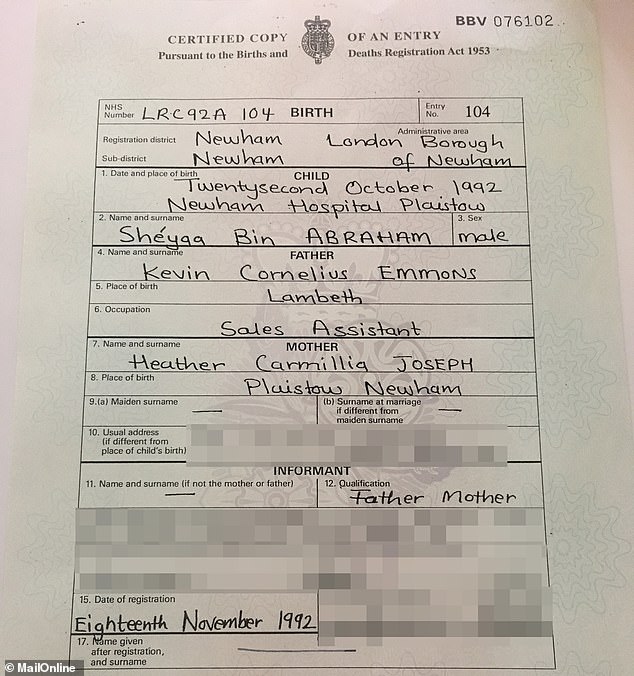 BBV 076102
CERTIFIED COPY OF AN ENTRY
Pursuant to the Births and Deaths Registration Act 1953
NHS Number LRC92A 104 BIRTH Entry No. 104
Administrative area
Registration district Newham London Borough
Sub-district Newham of Newham
1. Date and place of birth CHILD
Twentysecond October 1992
Newham Hospital Plaistow
2. Name and surname 3. Sex
Shéyaa Bin ABRAHAM male
4. Name and surname FATHER
Kevin Cornelius EMMONS
5. Place of birth
Lambeth
6. Occupation
Sales Assistant
7. Name and surname MOTHER
Heather Carmillia JOSEPH
8. Place of birth
Plaistow Newham
9.(a) Maiden surname — (b) Surname at marriage
if different from —
maiden surname
10. Usual address
(if different from
place of child's birth)
INFORMANT
11. Name and surname (if not the mother or father) 12. Qualification
— Father Mother
15. Date of registration
Eighteenth November 1992
17. Name given
after registration,
and surname
© MailOnline